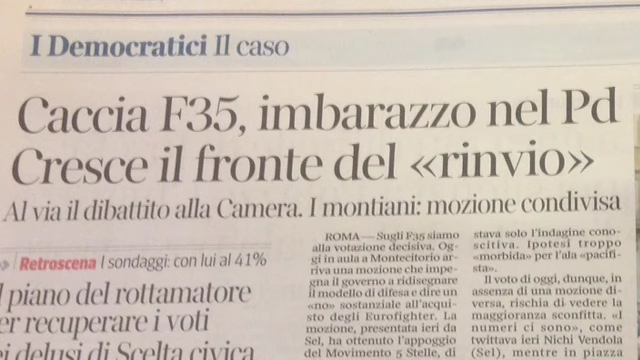 I Democratici Il caso
Caccia F35, imbarazzo nel Pd
Cresce il fronte del «rinvio»
Al via il dibattito alla Camera. I montiani: mozione condivisa
Retroscena I sondaggi: con lui al 41%
l piano del rottamatore
er recuperare i voti
ei delusi di Scelta civica
ROMA — Sugli F35 siamo
alla votazione decisiva. Og-
gi in aula a Montecitorio ar-
riva una mozione che impe-
gna il governo a ridisegnare
il modello di difesa e dire un
«no» sostanziale all'acqui-
sto degli Eurofighter. La
mozione, presentata ieri da
Sel, ha ottenuto l'appoggio
del Movimento 5 Stelle, di
stava solo l'indagine cono-
scitiva. Ipotesi troppo
«morbida» per l'ala «pacifi-
sta».
Il voto di oggi, dunque, in
assenza di una mozione di-
versa, rischia di vedere la
maggioranza sconfitta. «I
numeri ci sono», come
twittava ieri Nichi Vendola
(Sel), mentre in piazza